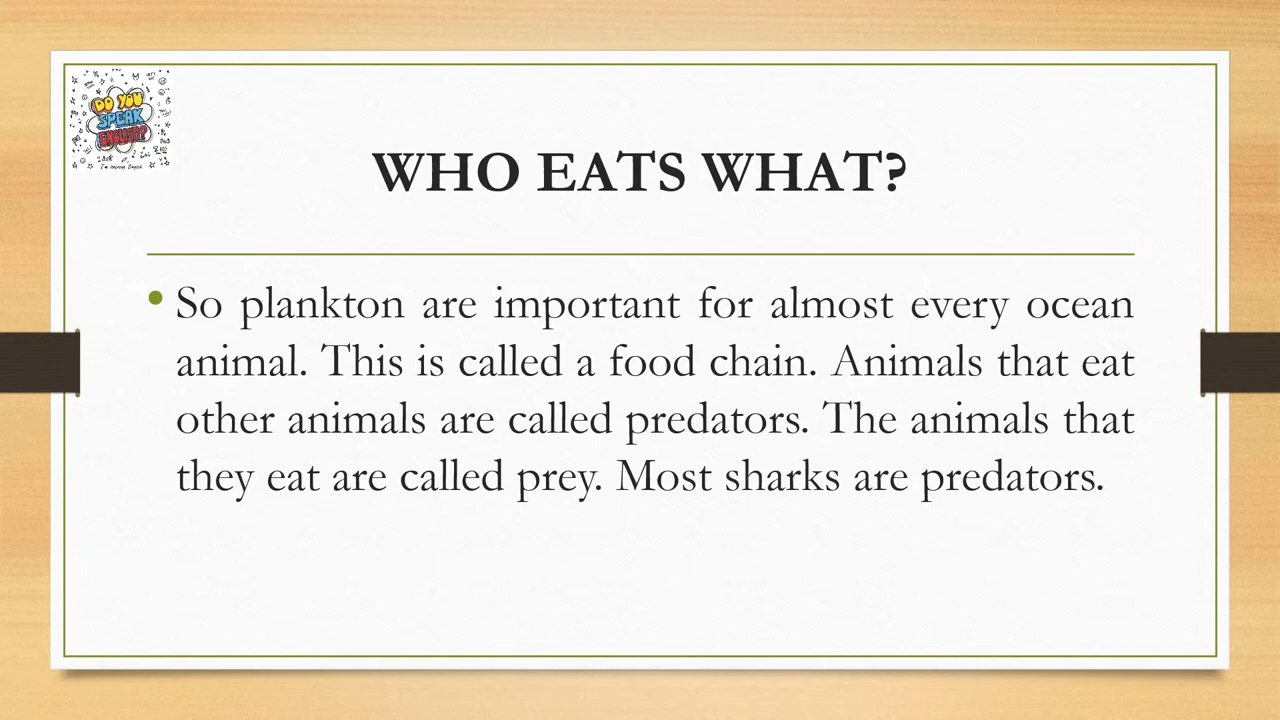 DO YOU
SPEAK
ENGLISH?
WHO EATS WHAT?
• So plankton are important for almost every ocean
animal. This is called a food chain. Animals that eat
other animals are called predators. The animals that
they eat are called prey. Most sharks are predators.